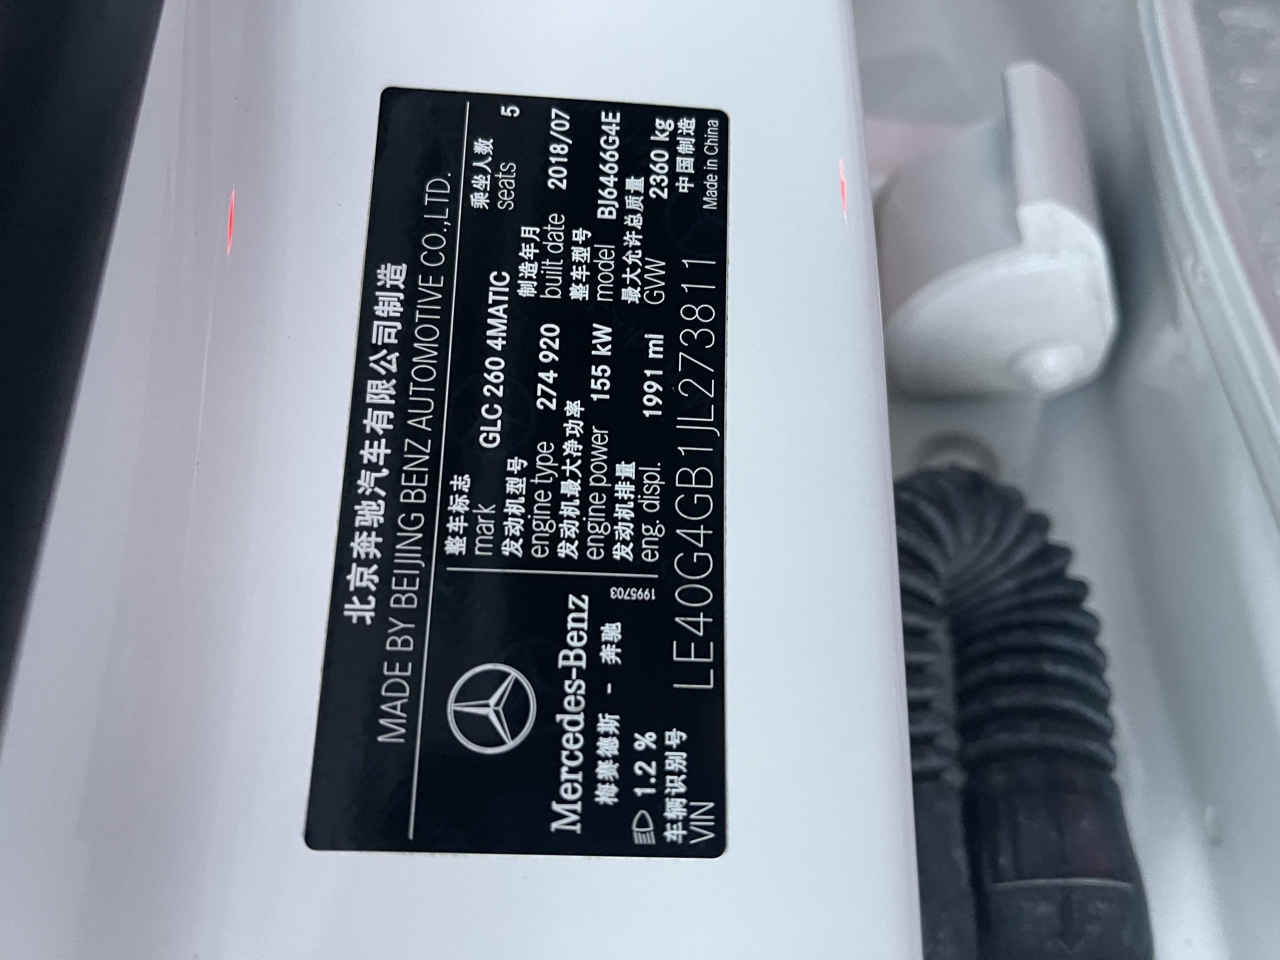 北京奔驰汽车有限公司制造
MADE BY BEIJING BENZ AUTOMOTIVE CO.,LTD.
Mercedes-Benz
梅赛德斯 - 奔驰
1.2 %
1995703
整车标志
mark GLC 260 4MATIC
乘坐人数
seats 5
发动机型号
engine type 274 920
制造年月
built date 2018/07
发动机最大净功率
engine power 155 kW
整车型号
model BJ6466G4E
发动机排量
eng. displ. 1991 ml
最大允许总质量
GVW 2360 kg
车辆识别号
VIN LE40G4GB1JL273811
中国制造
Made in China